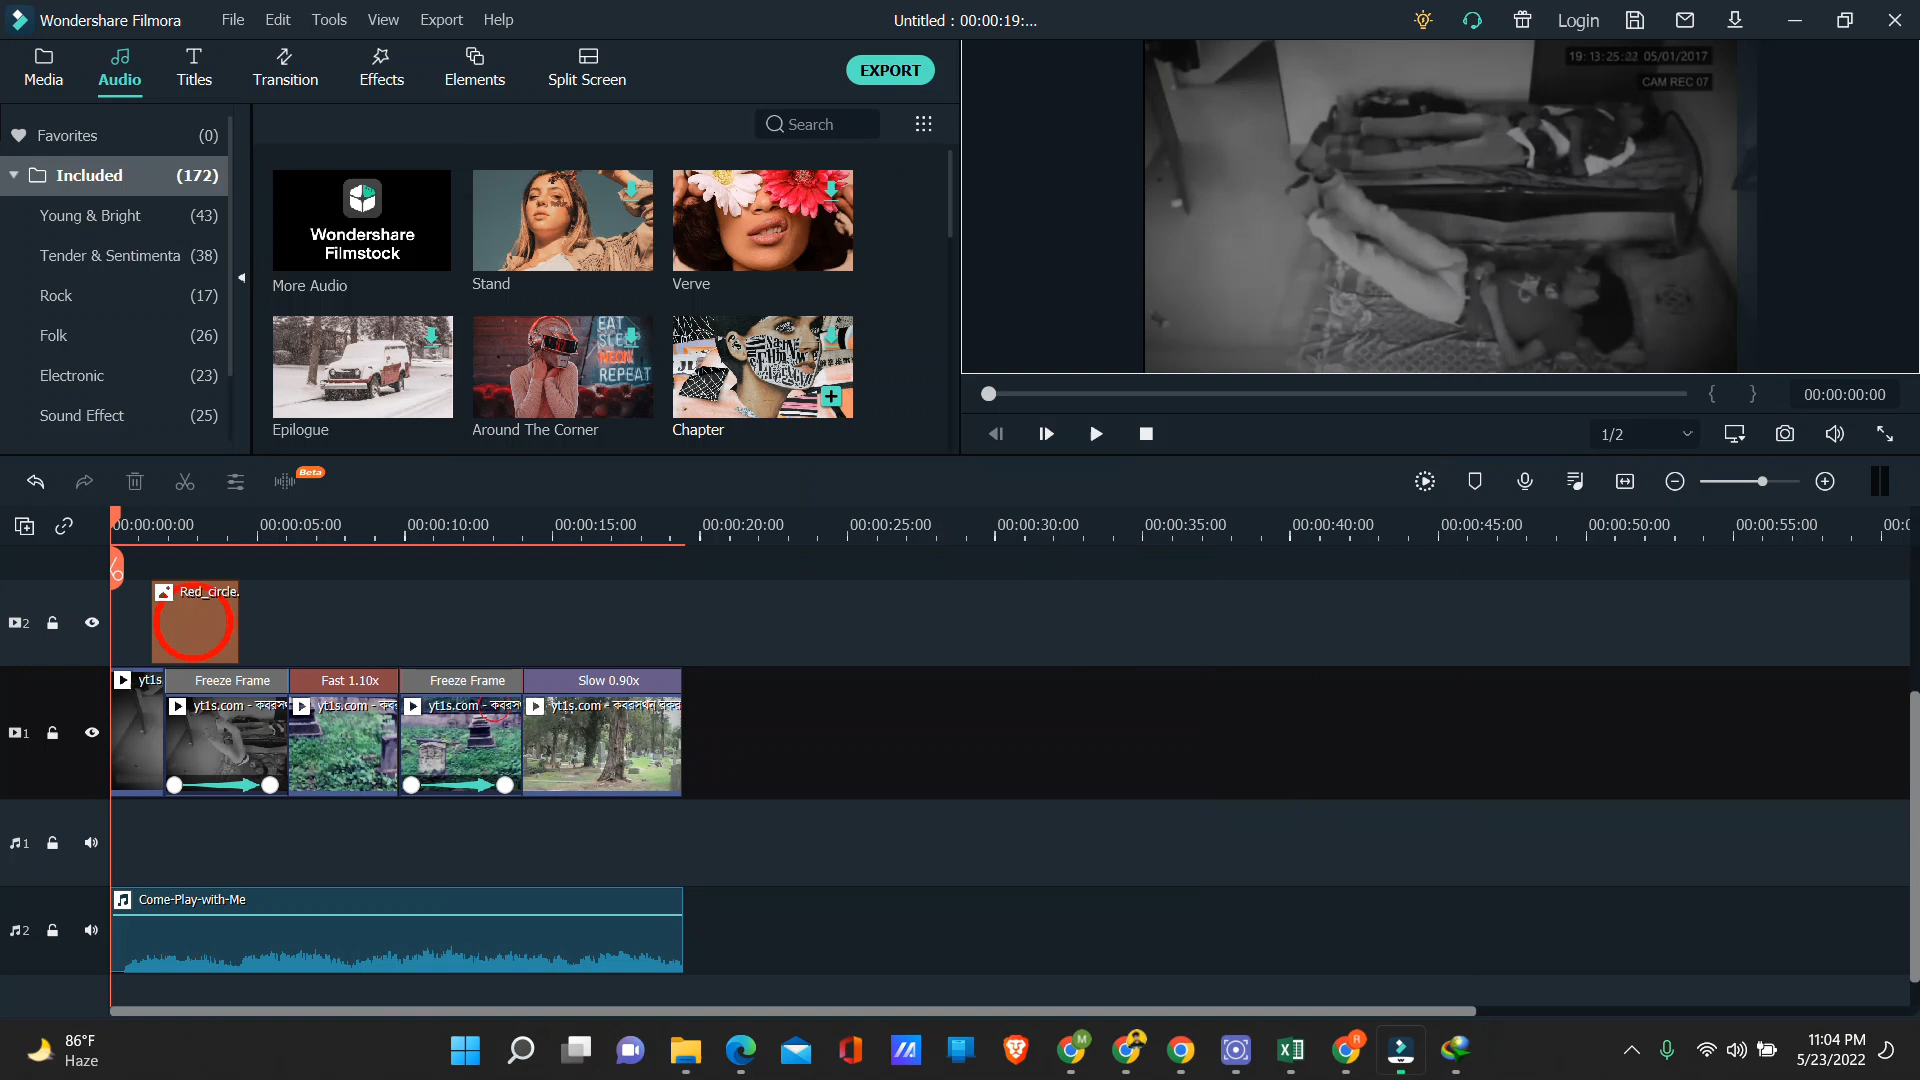 Wondershare Filmora
File Edit Tools View Export Help
Untitled : 00:00:19:...
Login
Media
Audio
Titles
Transition
Effects
Elements
Split Screen
EXPORT
Favorites (0)
Included (172)
Young & Bright (43)
Tender & Sentimenta (38)
Rock (17)
Folk (26)
Electronic (23)
Sound Effect (25)
Search
Wondershare
Filmstock
More Audio
Stand
Verve
EAT
NEON
REPEAT
Epilogue
Around The Corner
Chapter
19:13:25:22 05/01/2017
CAM REC 07
{ } 00:00:00:00
1/2
Beta
00:00:00:00 00:00:05:00 00:00:10:00 00:00:15:00 00:00:20:00 00:00:25:00 00:00:30:00 00:00:35:00 00:00:40:00 00:00:45:00 00:00:50:00 00:00:55:00
Red_circle.
2
yt1s
Freeze Frame
Fast 1.10x
Freeze Frame
Slow 0.90x
yt1s.com -
yt1s.com -
yt1s.com -
yt1s.com -
1
1
Come-Play-with-Me
2
86°F
Haze
M
R
11:04 PM
5/23/2022